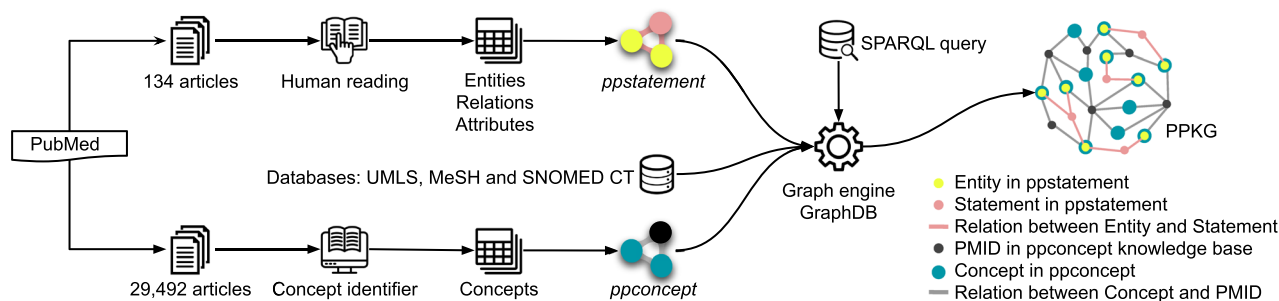 PubMed
134 articles
Human reading
Entities
Relations
Attributes
ppstatement
SPARQL query
PPKG
Databases: UMLS, MeSH and SNOMED CT
Graph engine
GraphDB
29,492 articles
Concept identifier
Concepts
ppconcept
Entity in ppstatement
Statement in ppstatement
Relation between Entity and Statement
PMID in ppconcept knowledge base
Concept in ppconcept
Relation between Concept and PMID